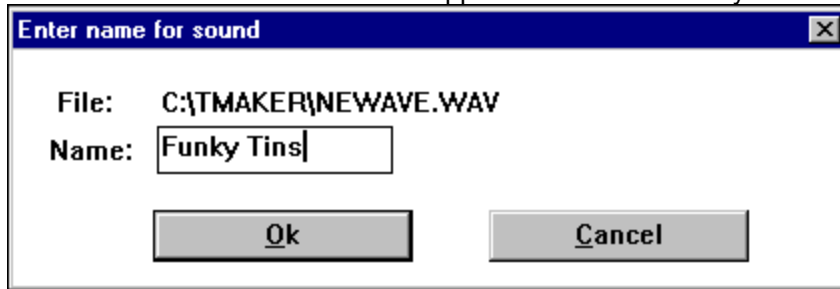 Enter name for sound
File: C:\TMAKER\NEWAVE.WAV
Name: Funky Tins
Ok Cancel